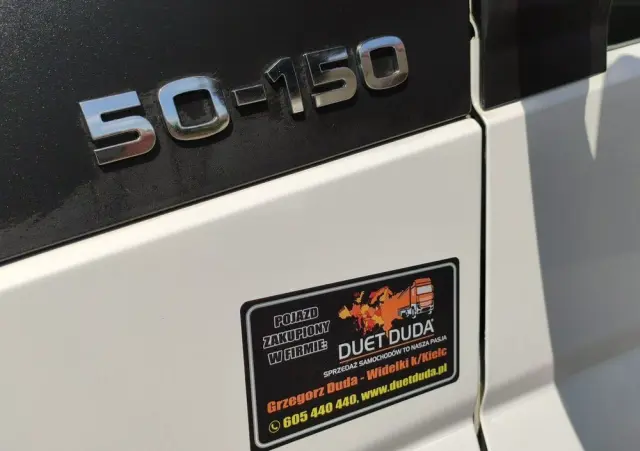 50-150
POJAZD
ZAKUPIONY
W FIRMIE:
DUET DUDA®
SPRZEDAŻ SAMOCHODÓW TO NASZA PASJA
Grzegorz Duda - Widełki k/Kielc
605 440 440, www.duetduda.pl